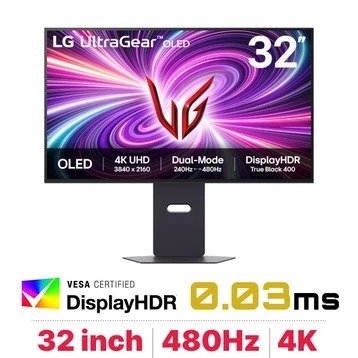 LG UltraGear™ OLED 32"
OLED
4K UHD
3840 x 2160
Dual-Mode
240Hz ↔ 480Hz
DisplayHDR
True Black 400
VESA CERTIFIED
DisplayHDR
0.03ms
32 inch | 480Hz | 4K